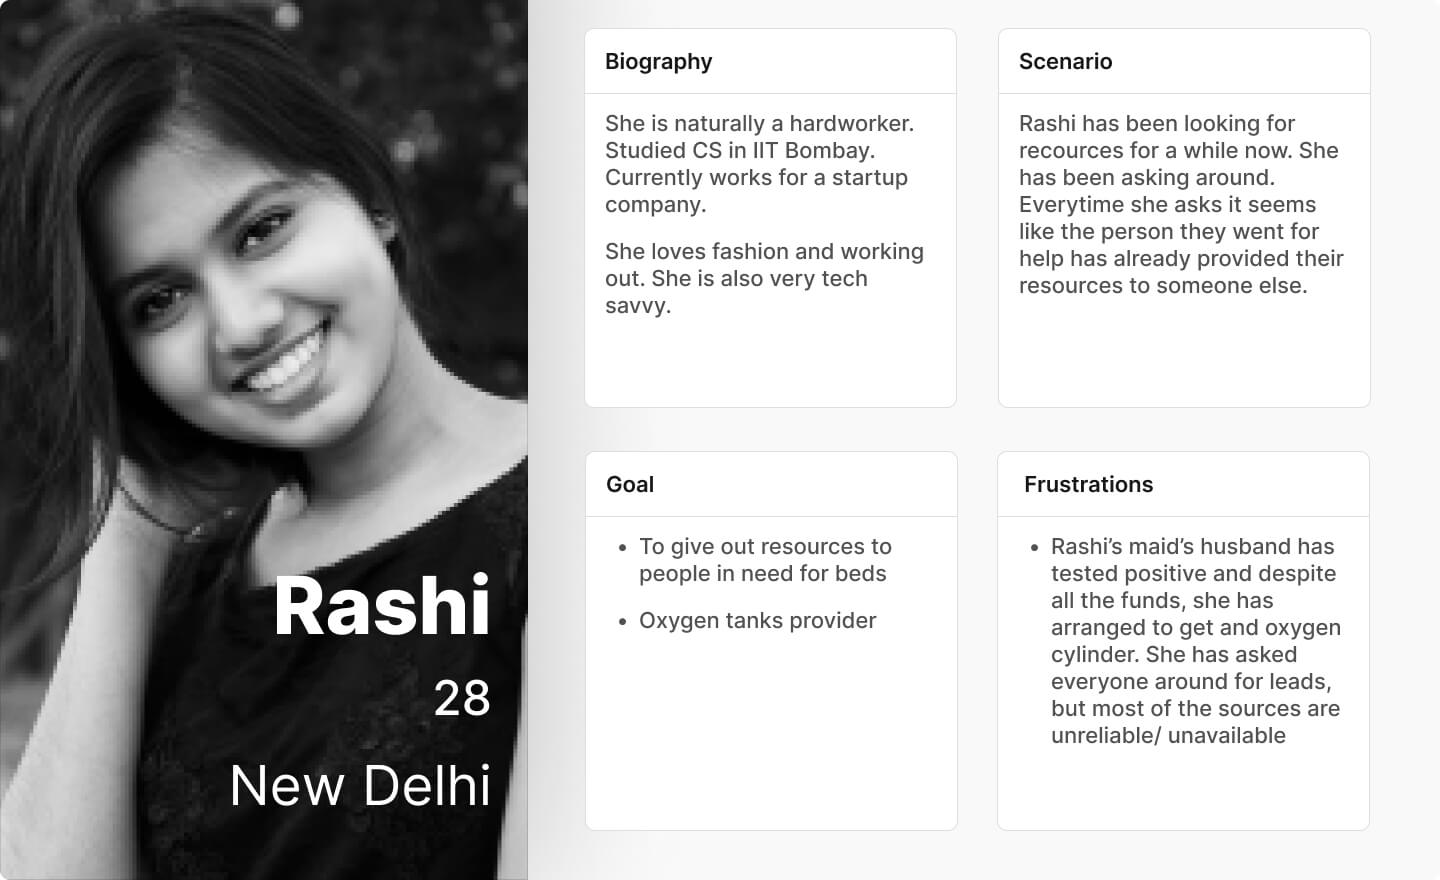 Rashi
28
New Delhi
Biography
She is naturally a hardworker.
Studied CS in IIT Bombay.
Currently works for a startup
company.
She loves fashion and working
out. She is also very tech
savvy.
Scenario
Rashi has been looking for
recources for a while now. She
has been asking around.
Everytime she asks it seems
like the person they went for
help has already provided their
resources to someone else.
Goal
• To give out resources to
people in need for beds
• Oxygen tanks provider
Frustrations
• Rashi’s maid’s husband has
tested positive and despite
all the funds, she has
arranged to get and oxygen
cylinder. She has asked
everyone around for leads,
but most of the sources are
unreliable/ unavailable